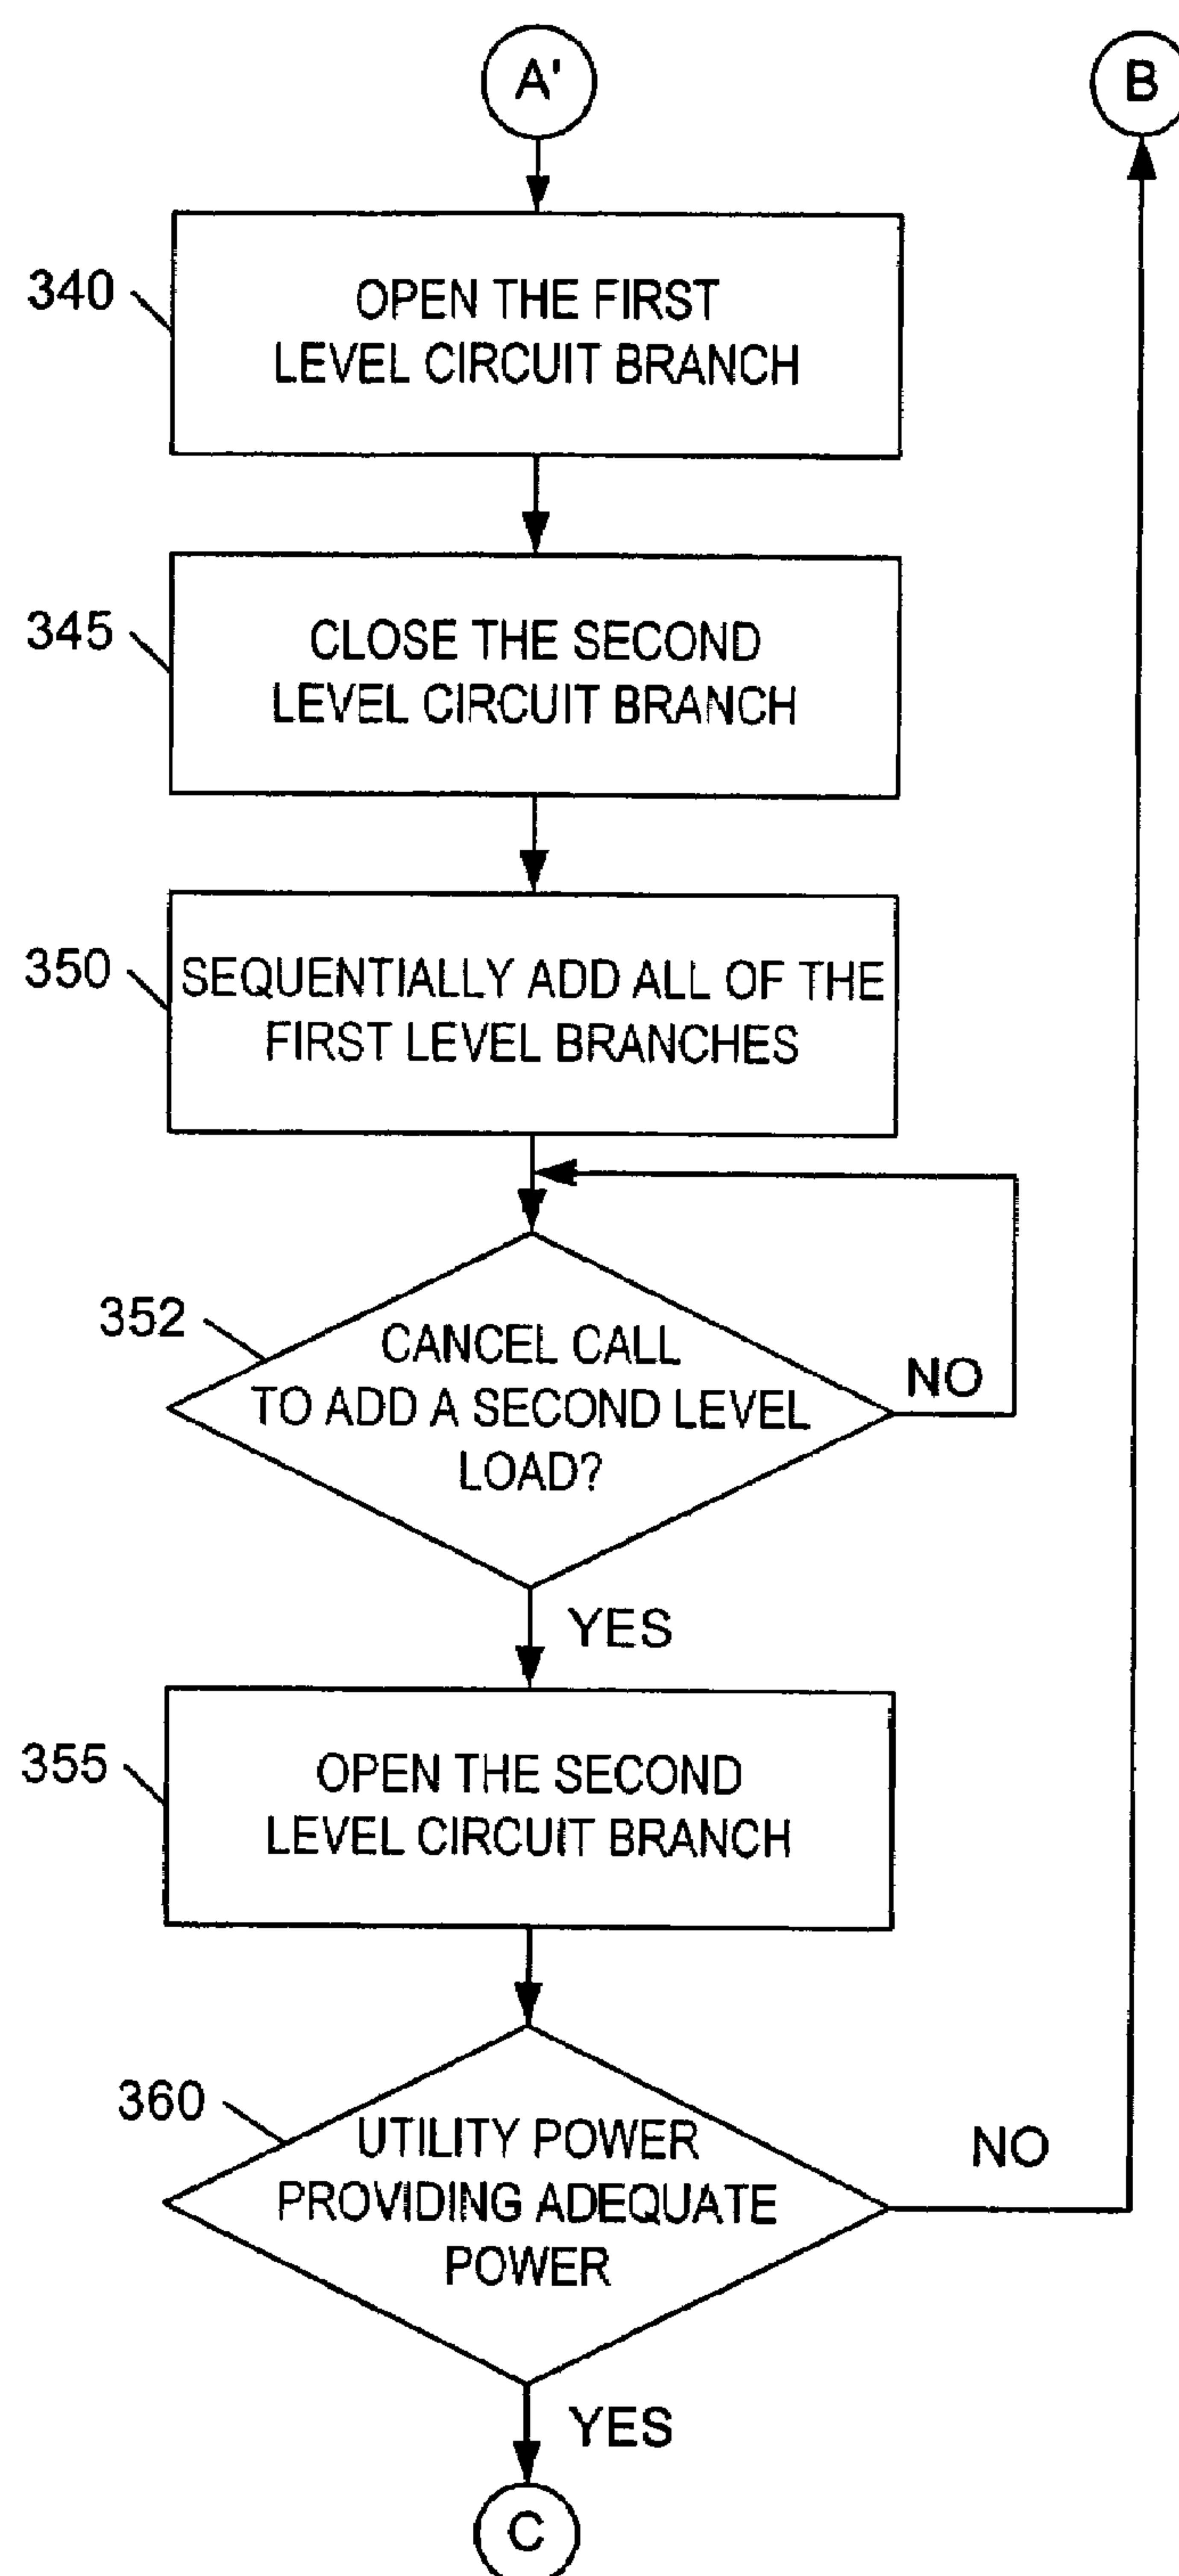 A'
B
340
OPEN THE FIRST
LEVEL CIRCUIT BRANCH
345
CLOSE THE SECOND
LEVEL CIRCUIT BRANCH
350
SEQUENTIALLY ADD ALL OF THE
FIRST LEVEL BRANCHES
352
CANCEL CALL
TO ADD A SECOND LEVEL
LOAD?
NO
YES
355
OPEN THE SECOND
LEVEL CIRCUIT BRANCH
360
UTILITY POWER
PROVIDING ADEQUATE
POWER
NO
YES
C